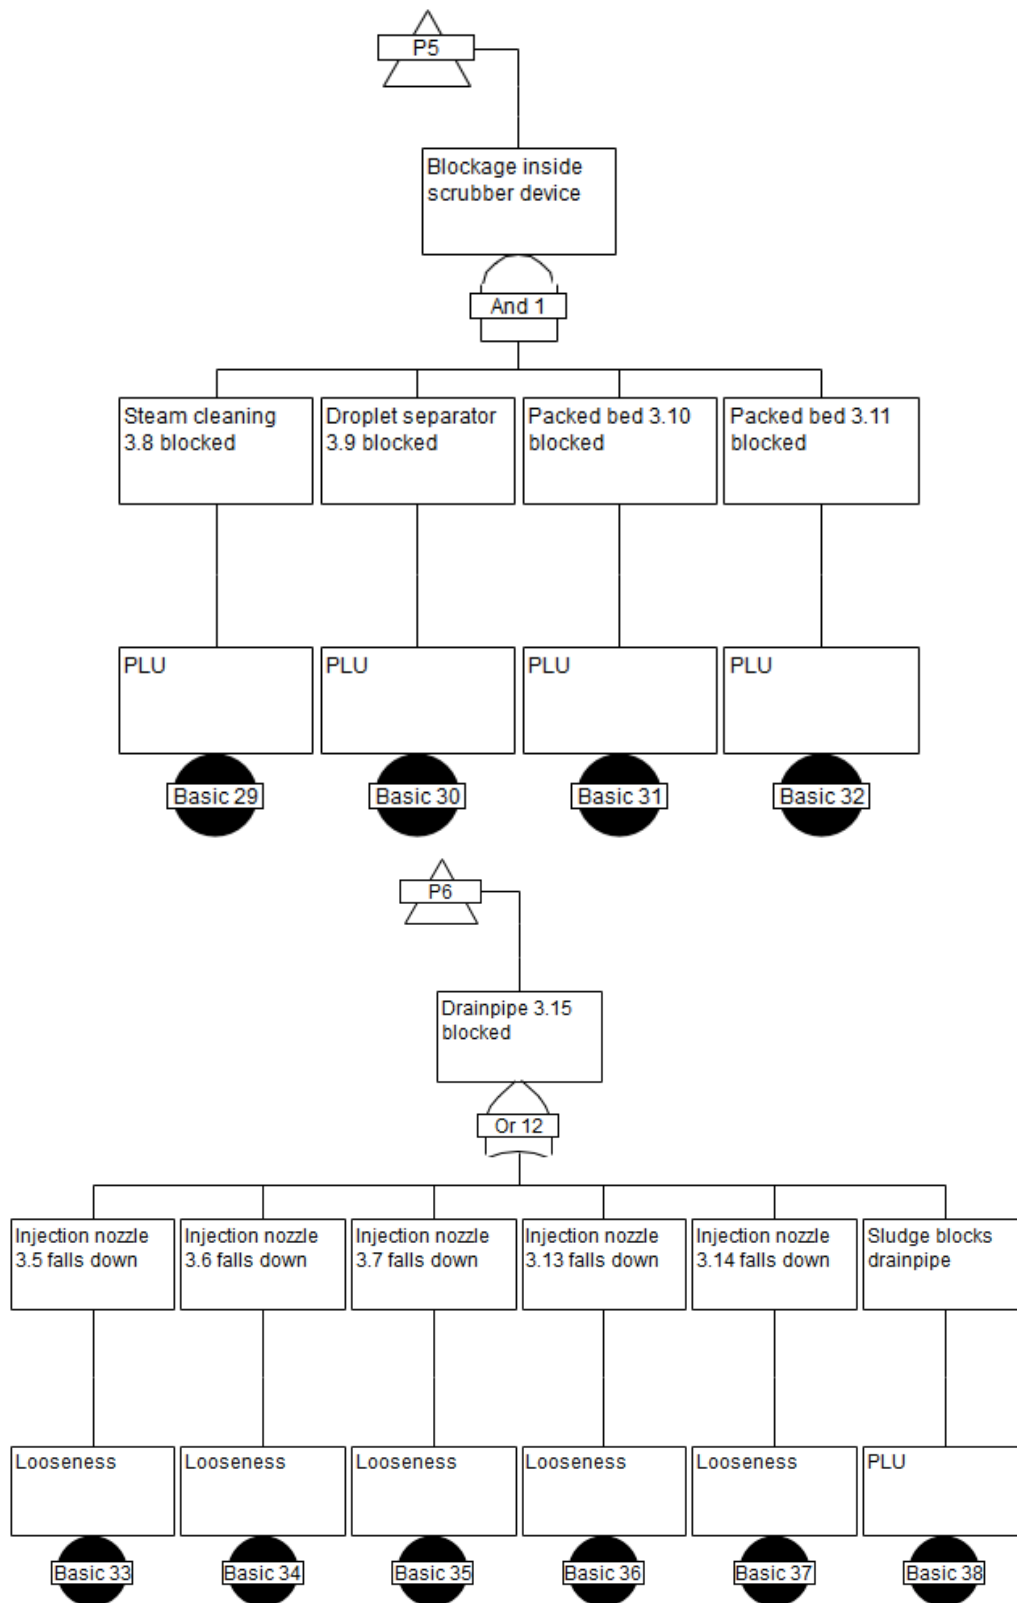 P5
Blockage inside
scrubber device
And 1
Steam cleaning
3.8 blocked
Droplet separator
3.9 blocked
Packed bed 3.10
blocked
Packed bed 3.11
blocked
PLU
PLU
PLU
PLU
Basic 29
Basic 30
Basic 31
Basic 32
P6
Drainpipe 3.15
blocked
Or 12
Injection nozzle
3.5 falls down
Injection nozzle
3.6 falls down
Injection nozzle
3.7 falls down
Injection nozzle
3.13 falls down
Injection nozzle
3.14 falls down
Sludge blocks
drainpipe
Looseness
Looseness
Looseness
Looseness
Looseness
PLU
Basic 33
Basic 34
Basic 35
Basic 36
Basic 37
Basic 38